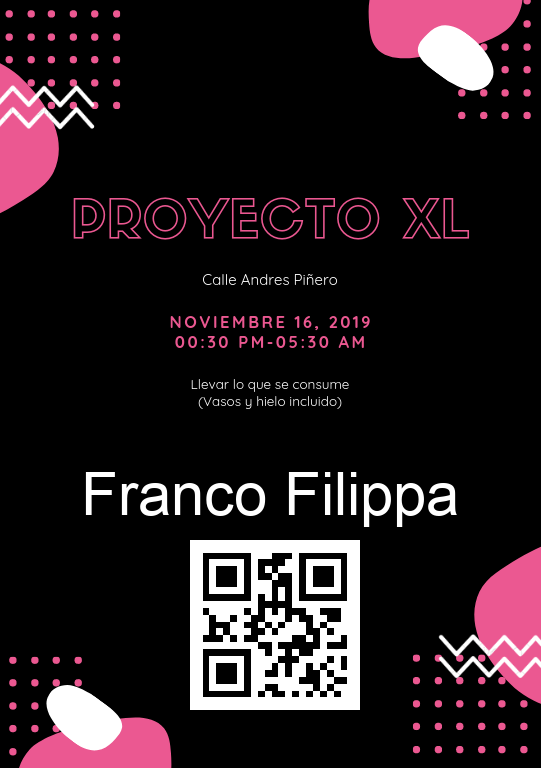 PROYECTO XL
Calle Andres Piñero
NOVIEMBRE 16, 2019
00:30 PM-05:30 AM
Llevar lo que se consume
(Vasos y hielo incluido)
Franco Filippa